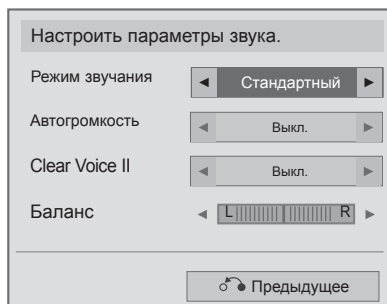 Настроить параметры звука.
Режим звучания ◄ Стандартный ►
Автогромкость ◄ Выкл. ►
Clear Voice II ◄ Выкл. ►
Баланс ◄ L R ►
Предыдущее